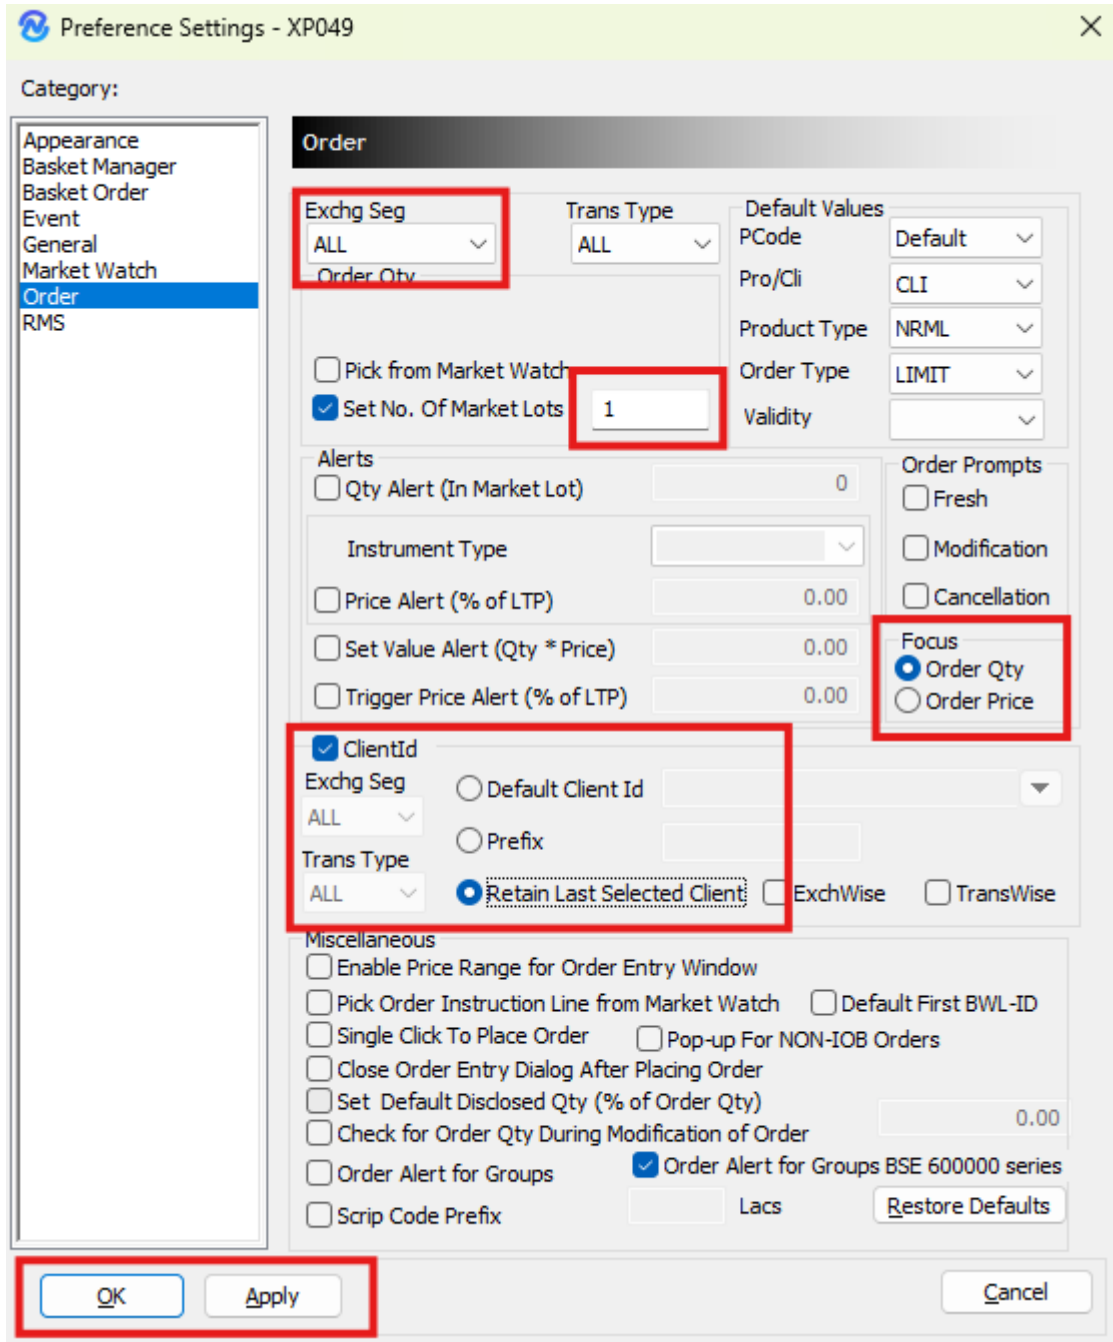 Preference Settings - XP049
Category:
Appearance
Basket Manager
Basket Order
Event
General
Market Watch
Order
RMS
Order
Exchg Seg
ALL
Trans Type
ALL
Order Qty
Pick from Market Watch
Set No. Of Market Lots 1
Default Values
PCode Default
Pro/Cli CLI
Product Type NRML
Order Type LIMIT
Validity
Alerts
Qty Alert (In Market Lot) 0
Instrument Type
Price Alert (% of LTP) 0.00
Set Value Alert (Qty * Price) 0.00
Trigger Price Alert (% of LTP) 0.00
Order Prompts
Fresh
Modification
Cancellation
Focus
Order Qty
Order Price
ClientId
Exchg Seg
ALL
Trans Type
ALL
Default Client Id
Prefix
Retain Last Selected Client ExchWise TransWise
Miscellaneous
Enable Price Range for Order Entry Window
Pick Order Instruction Line from Market Watch Default First BWL-ID
Single Click To Place Order Pop-up For NON-IOB Orders
Close Order Entry Dialog After Placing Order
Set Default Disclosed Qty (% of Order Qty) 0.00
Check for Order Qty During Modification of Order
Order Alert for Groups Order Alert for Groups BSE 600000 series
Scrip Code Prefix Lacs Restore Defaults
OK Apply Cancel